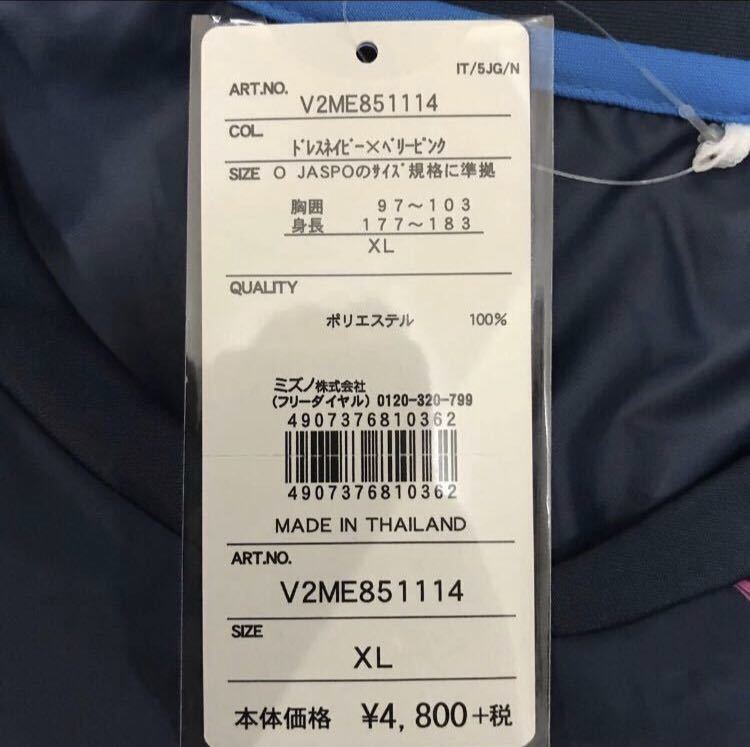 IT/5JG/N
ART.NO. V2ME851114
COL. ﾄﾞﾚｽﾈｲﾋﾞｰ×ﾍﾞﾘｰﾋﾟﾝｸ
SIZE O JASPOのｻｲｽﾞ規格に準拠
胸囲 97～103
身長 177～183
XL
QUALITY
ポリエステル 100%
ミズノ株式会社
(フリーダイヤル) 0120-320-799
4907376810362
4907376810362
MADE IN THAILAND
ART.NO.
V2ME851114
SIZE
XL
本体価格 ¥4,800+税